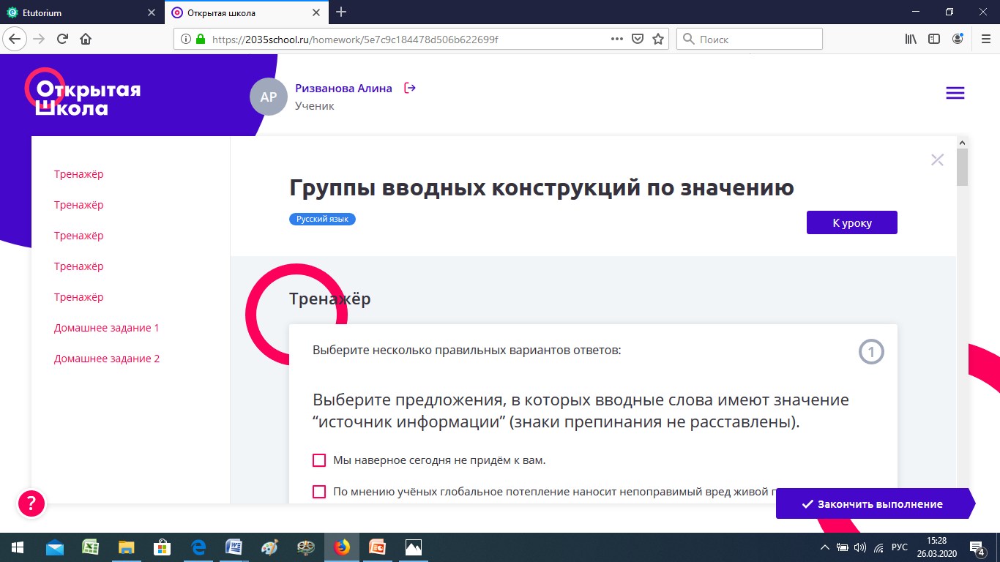 Etutorium
Открытая школа
https://2035school.ru/homework/5e7c9c184478d506b622699f
Поиск
Открытая
Школа
АР
Ризванова Алина
Ученик
Тренажёр
Тренажёр
Тренажёр
Тренажёр
Тренажёр
Домашнее задание 1
Домашнее задание 2
Группы вводных конструкций по значению
Русский язык
К уроку
Тренажёр
Выберите несколько правильных вариантов ответов:
1
Выберите предложения, в которых вводные слова имеют значение
“источник информации” (знаки препинания не расставлены).
Мы наверное сегодня не придём к вам.
По мнению учёных глобальное потепление наносит непоправимый вред живой
?
Закончить выполнение
РУС
15:28
26.03.2020
4